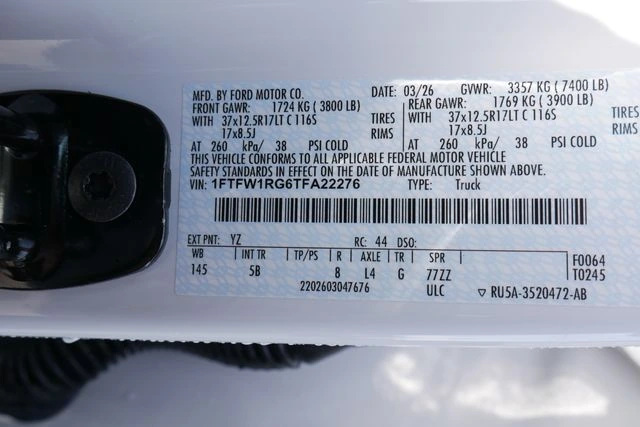 MFD. BY FORD MOTOR CO. DATE: 03/26 GVWR: 3357 KG (7400 LB)
FRONT GAWR: 1724 KG (3800 LB) REAR GAWR: 1769 KG (3900 LB)
WITH 37x12.5R17LT C 116S TIRES WITH 37x12.5R17LT C 116S TIRES
17x8.5J RIMS 17x8.5J RIMS
AT 260 kPa/ 38 PSI COLD AT 260 kPa/ 38 PSI COLD
THIS VEHICLE CONFORMS TO ALL APPLICABLE FEDERAL MOTOR VEHICLE
SAFETY STANDARDS IN EFFECT ON THE DATE OF MANUFACTURE SHOWN ABOVE.
VIN: 1FTFW1RG6TFA22276 TYPE: Truck
EXT PNT: YZ RC: 44 DSO:
WB INT TR TP/PS R AXLE TR SPR F0064
145 5B 8 L4 G 77ZZ T0245
2202603047676 ULC ▽ RU5A-3520472-AB